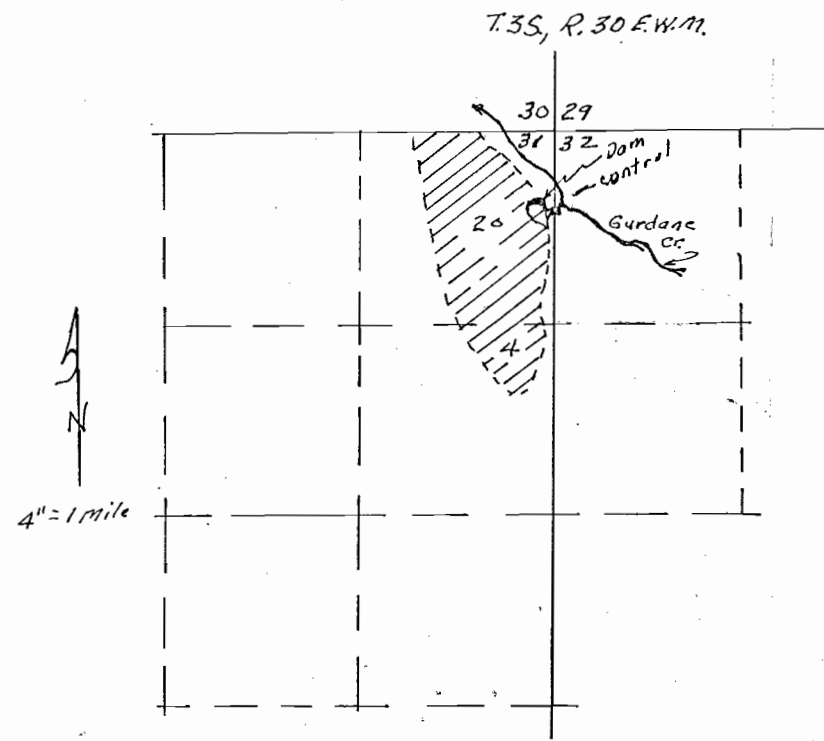 T.3S., R.30 E.W.M.
30 29
31 32
Dam
control
20
Gurdane
cr.
4
N
4"=1 mile